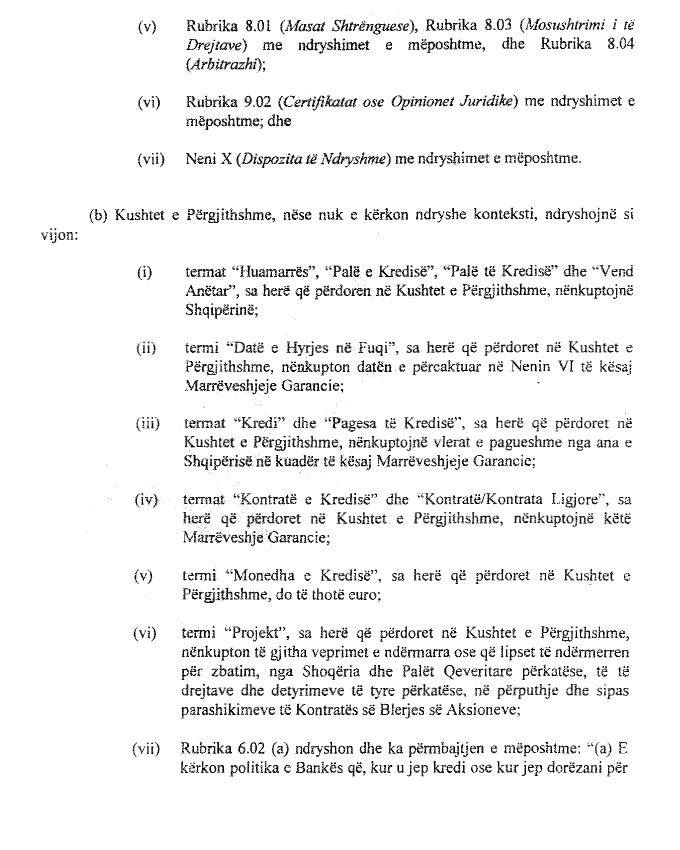 (v) Rubrika 8.01 (Masat Shtrënguese), Rubrika 8.03 (Mosushtrimi i të
Drejtave) me ndryshimet e mëposhtme, dhe Rubrika 8.04
(Arbitrazhi);
(vi) Rubrika 9.02 (Certifikatat ose Opinionet Juridike) me ndryshimet e
mëposhtme; dhe
(vii) Neni X (Dispozita të Ndryshme) me ndryshimet e mëposhtme.
(b) Kushtet e Përgjithshme, nëse nuk e kërkon ndryshe konteksti, ndryshojnë si
vijon:
(i) termat “Huamarrës”, “Palë e Kredisë”, “Palë të Kredisë” dhe “Vend
Anëtar”, sa herë që përdoren në Kushtet e Përgjithshme, nënkuptojnë
Shqipërinë;
(ii) termi “Datë e Hyrjes në Fuqi”, sa herë që përdoret në Kushtet e
Përgjithshme, nënkupton datën e përcaktuar në Nenin VI të kësaj
Marrëveshjeje Garancie;
(iii) termat “Kredi” dhe “Pagesa të Kredisë”, sa herë që përdoret në
Kushtet e Përgjithshme, nënkuptojnë vlerat e pagueshme nga ana e
Shqipërisë në kuadër të kësaj Marrëveshjeje Garancie;
(iv) termat “Kontratë e Kredisë” dhe “Kontratë/Kontrata Ligjore”, sa
herë që përdoret në Kushtet e Përgjithshme, nënkuptojnë këtë
Marrëveshje Garancie;
(v) termi “Monedha e Kredisë”, sa herë që përdoret në Kushtet e
Përgjithshme, do të thotë euro;
(vi) termi “Projekt”, sa herë që përdoret në Kushtet e Përgjithshme,
nënkupton të gjitha veprimet e ndërmarra ose që lipset të ndërmerren
për zbatim, nga Shoqëria dhe Palët Qeveritare përkatëse, të të
drejtave dhe detyrimeve të tyre përkatëse, në përputhje dhe sipas
parashikimeve të Kontratës së Blerjes së Aksioneve;
(vii) Rubrika 6.02 (a) ndryshon dhe ka përmbajtjen e mëposhtme: “(a) E
kërkon politika e Bankës që, kur u jep kredi ose kur jep dorëzani për